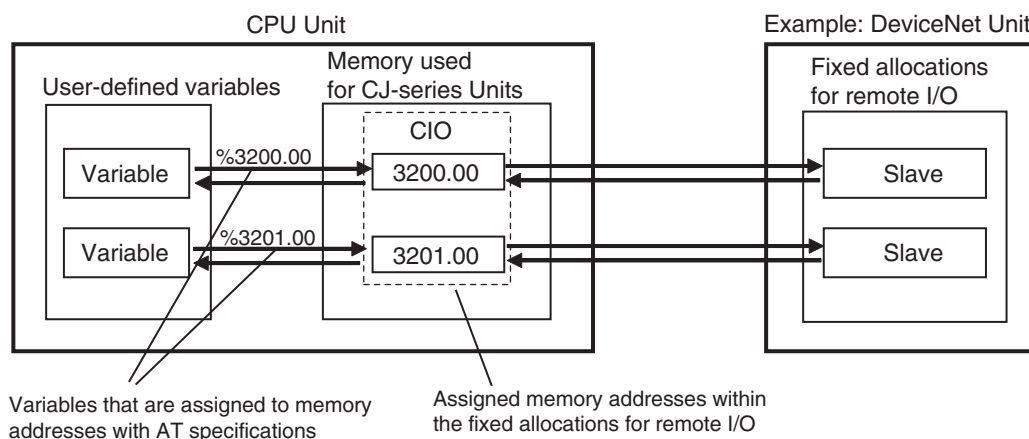 CPU Unit
Example: DeviceNet Unit
User-defined variables
Memory used
for CJ-series Units
Fixed allocations
for remote I/O
CIO
Variable
%3200.00
3200.00
Slave
Variable
%3201.00
3201.00
Slave
Variables that are assigned to memory
addresses with AT specifications
Assigned memory addresses within
the fixed allocations for remote I/O